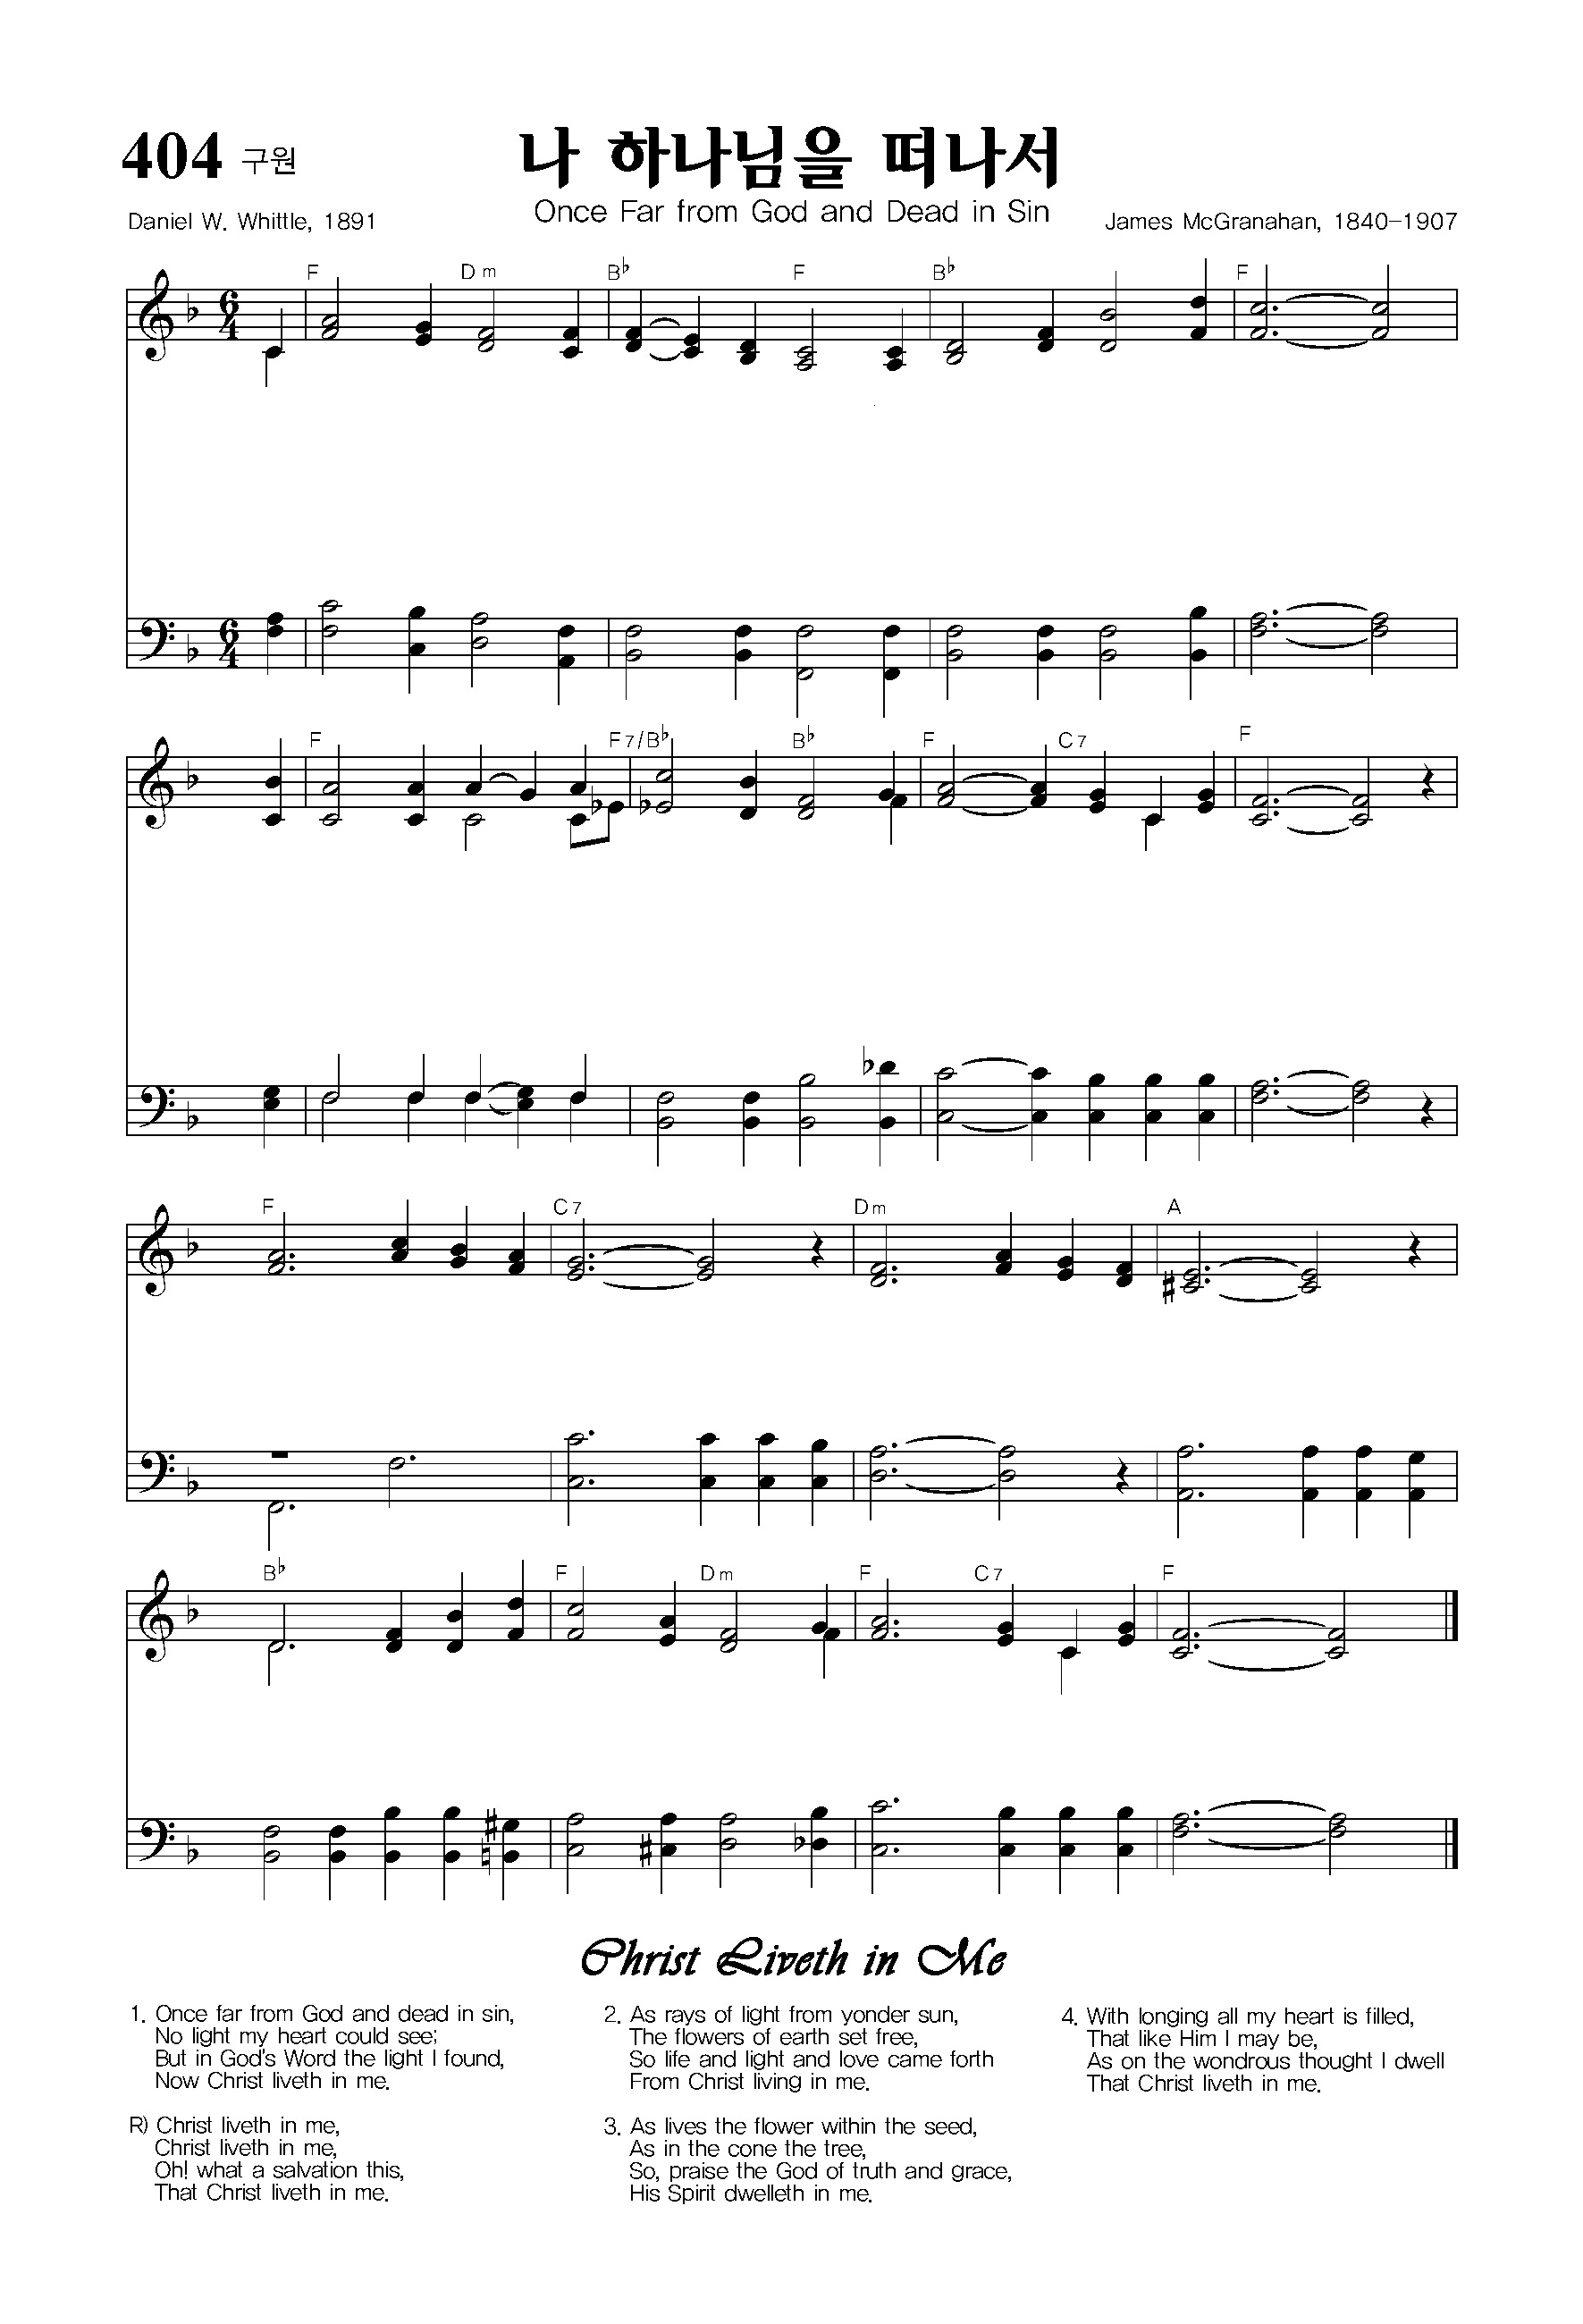 404 구원
나 하나님을 떠나서
Once Far from God and Dead in Sin
Daniel W. Whittle, 1891
James McGranahan, 1840-1907
F Dm B♭ F B♭ F
6 4
6 4
F F7/B♭ B♭ F C7 F
F C7 Dm A
B♭ F Dm F C7 F
Christ Liveth in Me
1. Once far from God and dead in sin,
No light my heart could see;
But in God's Word the light I found,
Now Christ liveth in me.
R) Christ liveth in me,
Christ liveth in me,
Oh! what a salvation this,
That Christ liveth in me.
2. As rays of light from yonder sun,
The flowers of earth set free,
So life and light and love came forth
From Christ living in me.
3. As lives the flower within the seed,
As in the cone the tree,
So, praise the God of truth and grace,
His Spirit dwelleth in me.
4. With longing all my heart is filled,
That like Him I may be,
As on the wondrous thought I dwell
That Christ liveth in me.